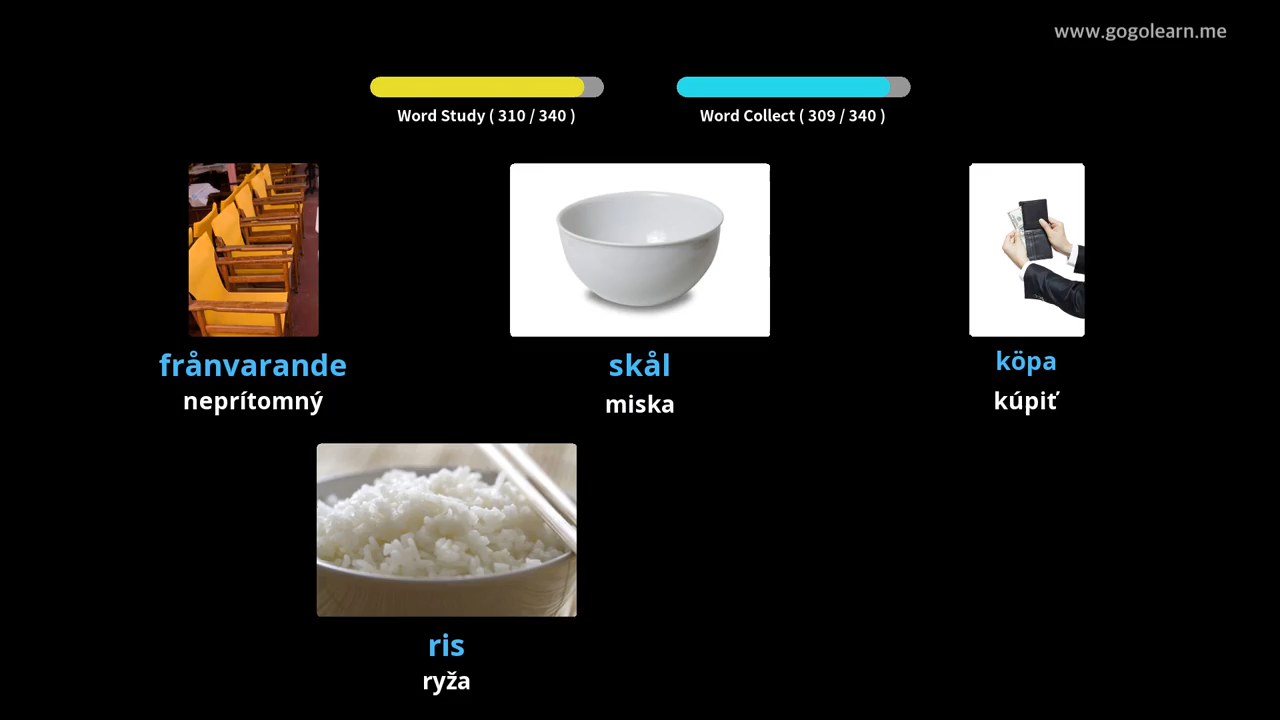 www.gogolearn.me
Word Study ( 310 / 340 )
Word Collect ( 309 / 340 )
frånvarande
neprítomný
skål
miska
köpa
kúpiť
ris
ryža